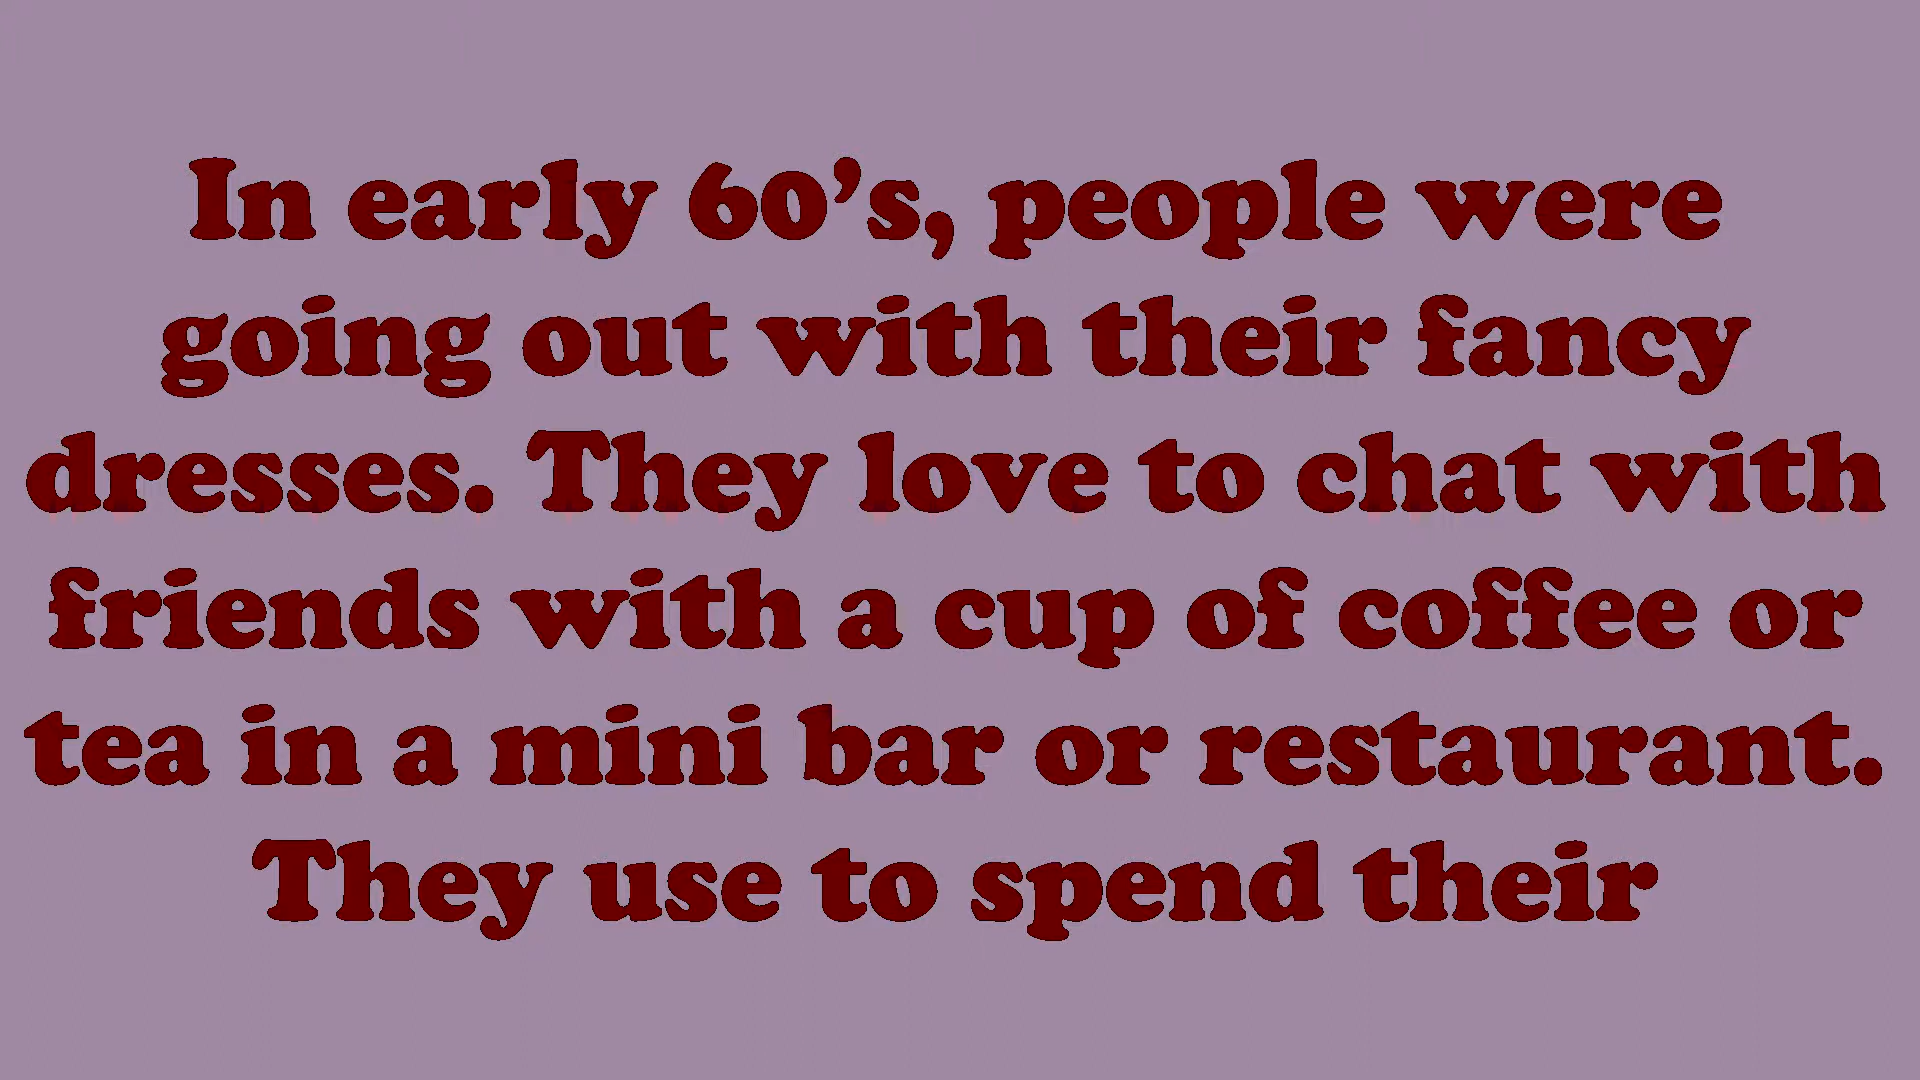 In early 60’s, people were
going out with their fancy
dresses. They love to chat with
friends with a cup of coffee or
tea in a mini bar or restaurant.
They use to spend their